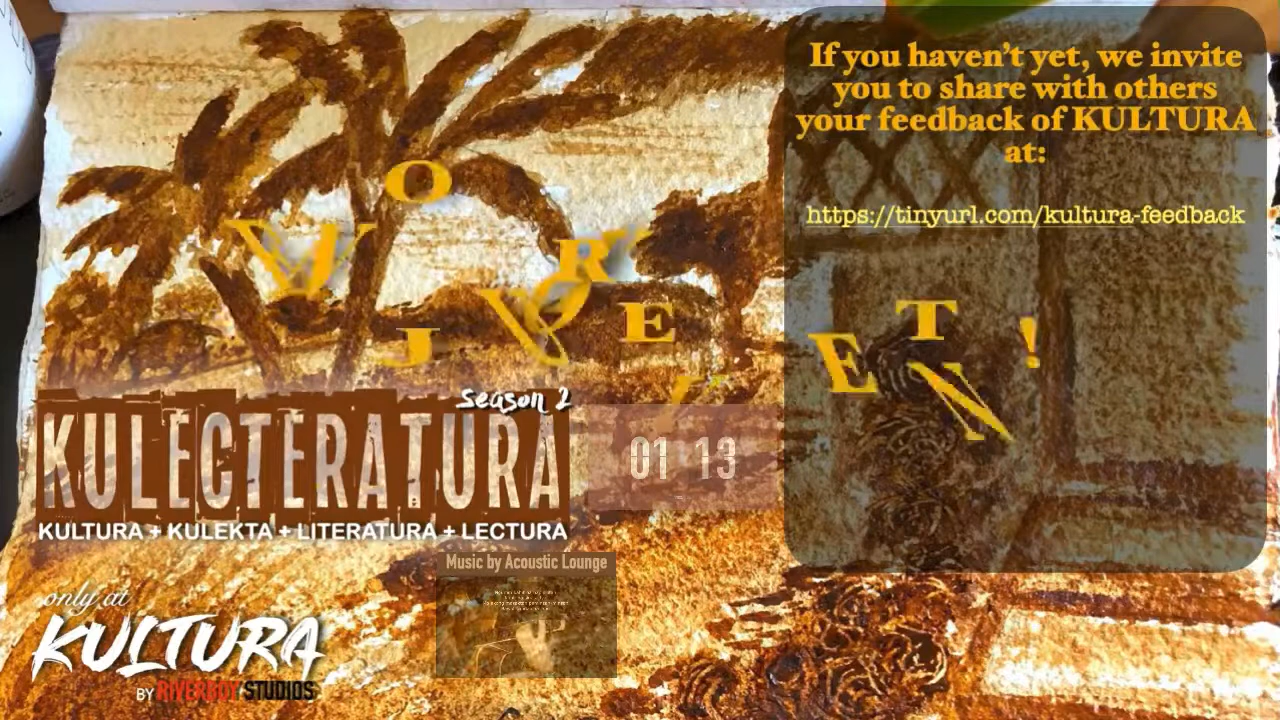 If you haven't yet, we invite
you to share with others
your feedback of KULTURA
at:
https://tinyurl.com/kultura-feedback
season 2
KULECTERATURA
KULTURA + KULEKTA + LITERATURA + LECTURA
01 13
Music by Acoustic Lounge
only at
KULTURA
BY RIVERBOY STUDIOS